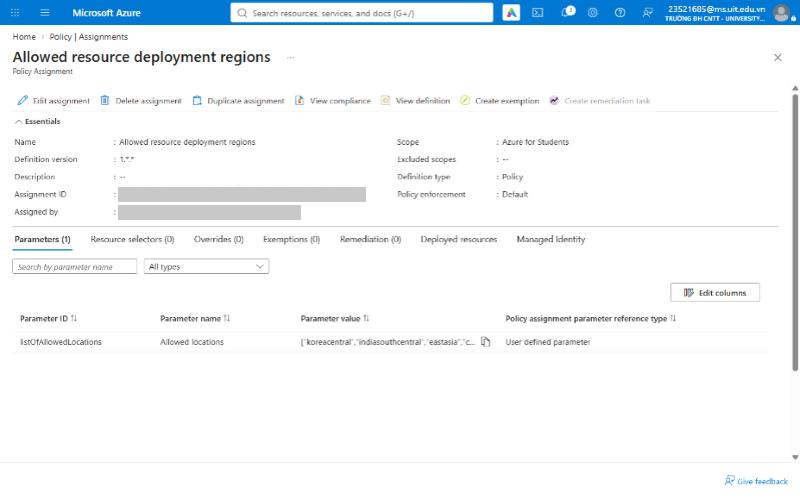 Microsoft Azure
Search resources, services, and docs (G+/)
1
23521685@ms.uit.edu.vn
TRƯỜNG ĐH CNTT - UNIVERSITY...
Home > Policy | Assignments
Allowed resource deployment regions ...
Policy Assignment
Edit assignment
Delete assignment
Duplicate assignment
View compliance
View definition
Create exemption
Create remediation task
Essentials
Name : Allowed resource deployment regions
Scope : Azure for Students
Definition version : 1.*.*
Excluded scopes : --
Description : --
Definition type : Policy
Assignment ID :
Policy enforcement : Default
Assigned by :
Parameters (1)
Resource selectors (0)
Overrides (0)
Exemptions (0)
Remediation (0)
Deployed resources
Managed Identity
Search by parameter name
All types
Edit columns
Parameter ID
Parameter name
Parameter value
Policy assignment parameter reference type
listOfAllowedLocations
Allowed locations
["koreacentral","indiasouthcentral","eastasia","c...
User defined parameter
Give feedback